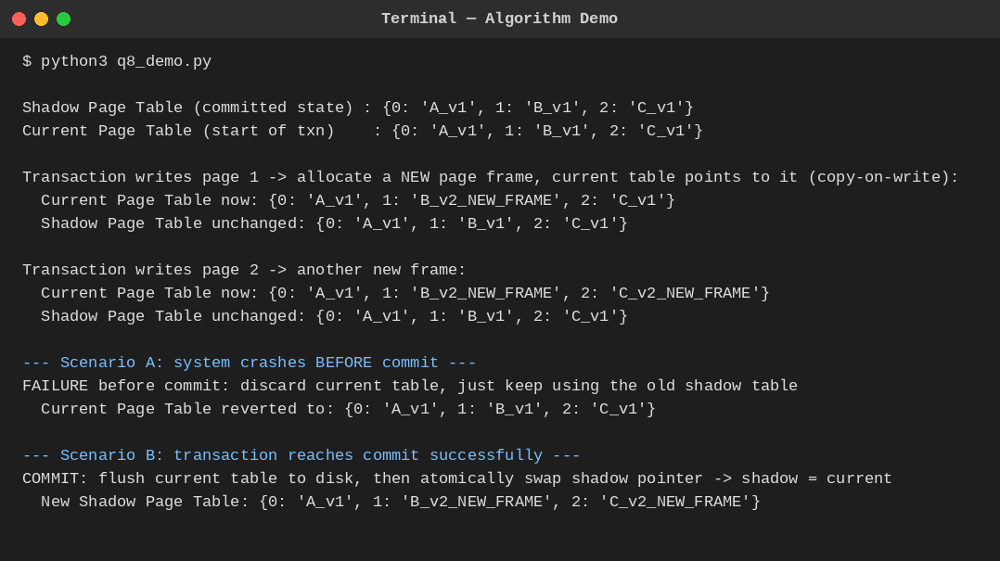 Terminal — Algorithm Demo
$ python3 q8_demo.py
Shadow Page Table (committed state) : {0: 'A_v1', 1: 'B_v1', 2: 'C_v1'}
Current Page Table (start of txn)    : {0: 'A_v1', 1: 'B_v1', 2: 'C_v1'}
Transaction writes page 1 -> allocate a NEW page frame, current table points to it (copy-on-write):
  Current Page Table now: {0: 'A_v1', 1: 'B_v2_NEW_FRAME', 2: 'C_v1'}
  Shadow Page Table unchanged: {0: 'A_v1', 1: 'B_v1', 2: 'C_v1'}
Transaction writes page 2 -> another new frame:
  Current Page Table now: {0: 'A_v1', 1: 'B_v2_NEW_FRAME', 2: 'C_v2_NEW_FRAME'}
  Shadow Page Table unchanged: {0: 'A_v1', 1: 'B_v1', 2: 'C_v1'}
--- Scenario A: system crashes BEFORE commit ---
FAILURE before commit: discard current table, just keep using the old shadow table
  Current Page Table reverted to: {0: 'A_v1', 1: 'B_v1', 2: 'C_v1'}
--- Scenario B: transaction reaches commit successfully ---
COMMIT: flush current table to disk, then atomically swap shadow pointer -> shadow = current
  New Shadow Page Table: {0: 'A_v1', 1: 'B_v2_NEW_FRAME', 2: 'C_v2_NEW_FRAME'}